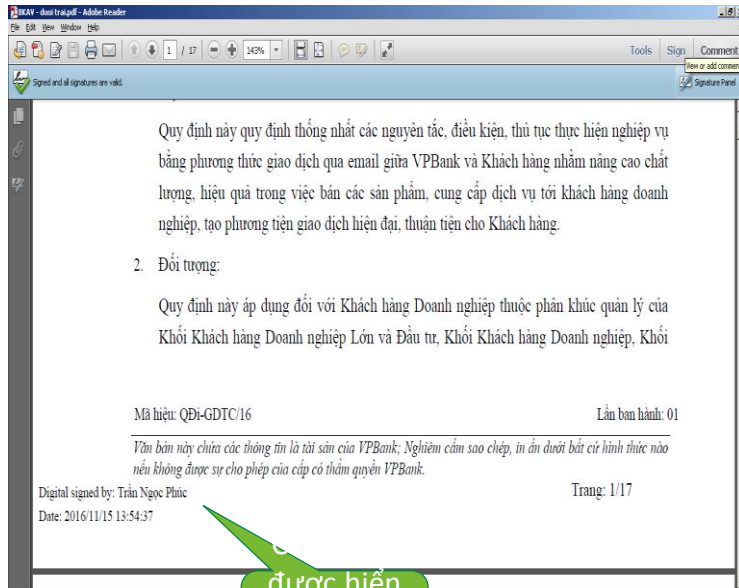 BKAV - duoi trai.pdf - Adobe Reader
File Edit View Window Help
1 / 17 143% Tools Sign Comment
View or add commen
Signed and all signatures are valid. Signature Panel
Quy định này quy định thống nhất các nguyên tắc, điều kiện, thủ tục thực hiện nghiệp vụ
bằng phương thức giao dịch qua email giữa VPBank và Khách hàng nhằm nâng cao chất
lượng, hiệu quả trong việc bán các sản phẩm, cung cấp dịch vụ tới khách hàng doanh
nghiệp, tạo phương tiện giao dịch hiện đại, thuận tiện cho Khách hàng.
2. Đối tượng:
Quy định này áp dụng đối với Khách hàng Doanh nghiệp thuộc phân khúc quản lý của
Khối Khách hàng Doanh nghiệp Lớn và Đầu tư, Khối Khách hàng Doanh nghiệp, Khối
Mã hiệu: QĐi-GDTC/16 Lần ban hành: 01
Văn bản này chứa các thông tin là tài sản của VPBank; Nghiêm cấm sao chép, in ấn dưới bất cứ hình thức nào
nếu không được sự cho phép của cấp có thẩm quyền VPBank.
Trang: 1/17
Digital signed by: Trần Ngọc Phúc
Date: 2016/11/15 13:54:37
được hiển